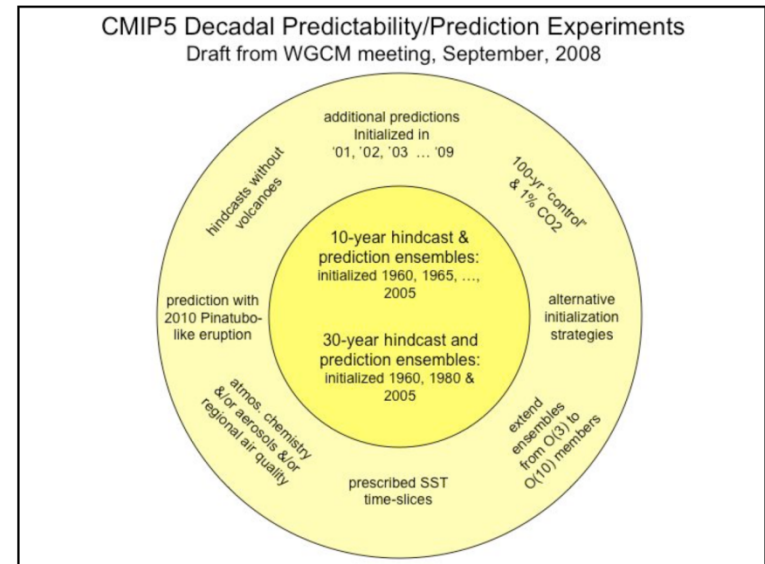 CMIP5 Decadal Predictability/Prediction Experiments
Draft from WGCM meeting, September, 2008
additional predictions
Initialized in
'01, '02, '03 ... '09
hindcasts without
volcanoes
100-yr "control"
& 1% CO2
10-year hindcast &
prediction ensembles:
initialized 1960, 1965, ...,
2005
prediction with
2010 Pinatubo-
like eruption
alternative
initialization
strategies
30-year hindcast and
prediction ensembles:
initialized 1960, 1980 &
2005
atmos. chemistry
&/or aerosols &/or
regional air quality
extend
ensembles
from O(3) to
O(10) members
prescribed SST
time-slices